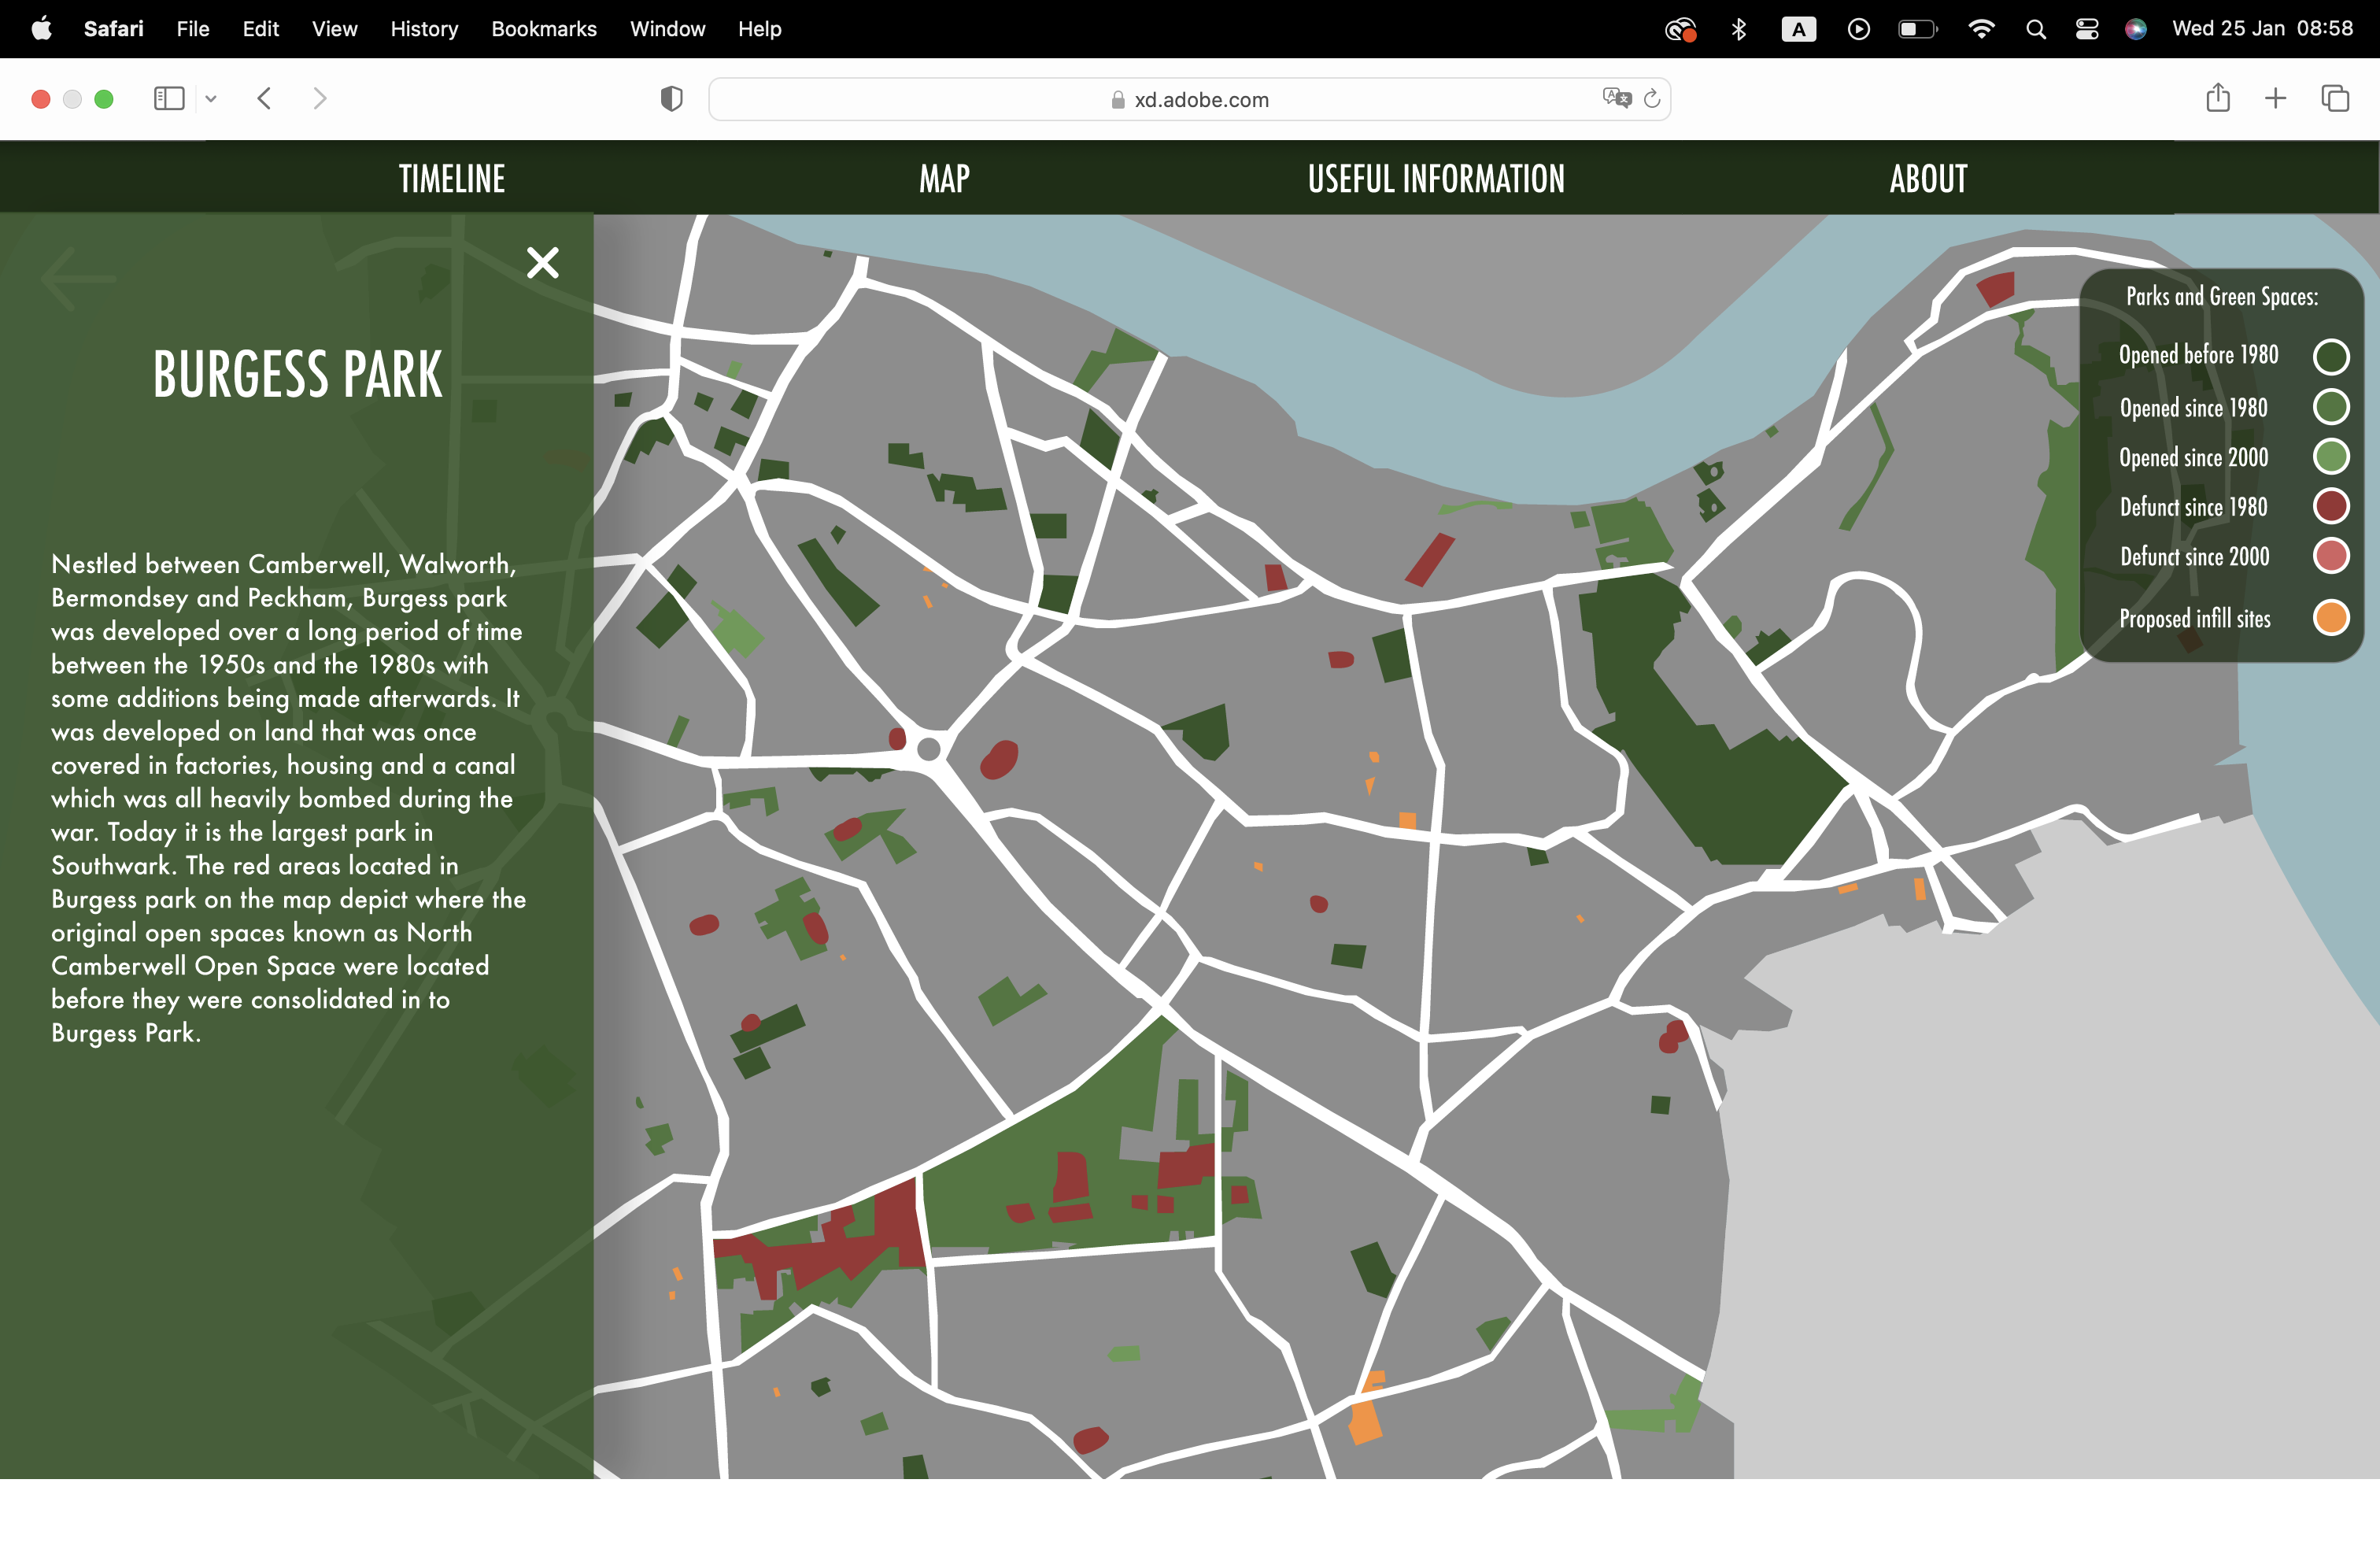 Safari File Edit View History Bookmarks Window Help
A
Wed 25 Jan 08:58
xd.adobe.com
TIMELINE
MAP
USEFUL INFORMATION
ABOUT
BURGESS PARK
Nestled between Camberwell, Walworth,
Bermondsey and Peckham, Burgess park
was developed over a long period of time
between the 1950s and the 1980s with
some additions being made afterwards. It
was developed on land that was once
covered in factories, housing and a canal
which was all heavily bombed during the
war. Today it is the largest park in
Southwark. The red areas located in
Burgess park on the map depict where the
original open spaces known as North
Camberwell Open Space were located
before they were consolidated in to
Burgess Park.
Parks and Green Spaces:
Opened before 1980
Opened since 1980
Opened since 2000
Defunct since 1980
Defunct since 2000
Proposed infill sites